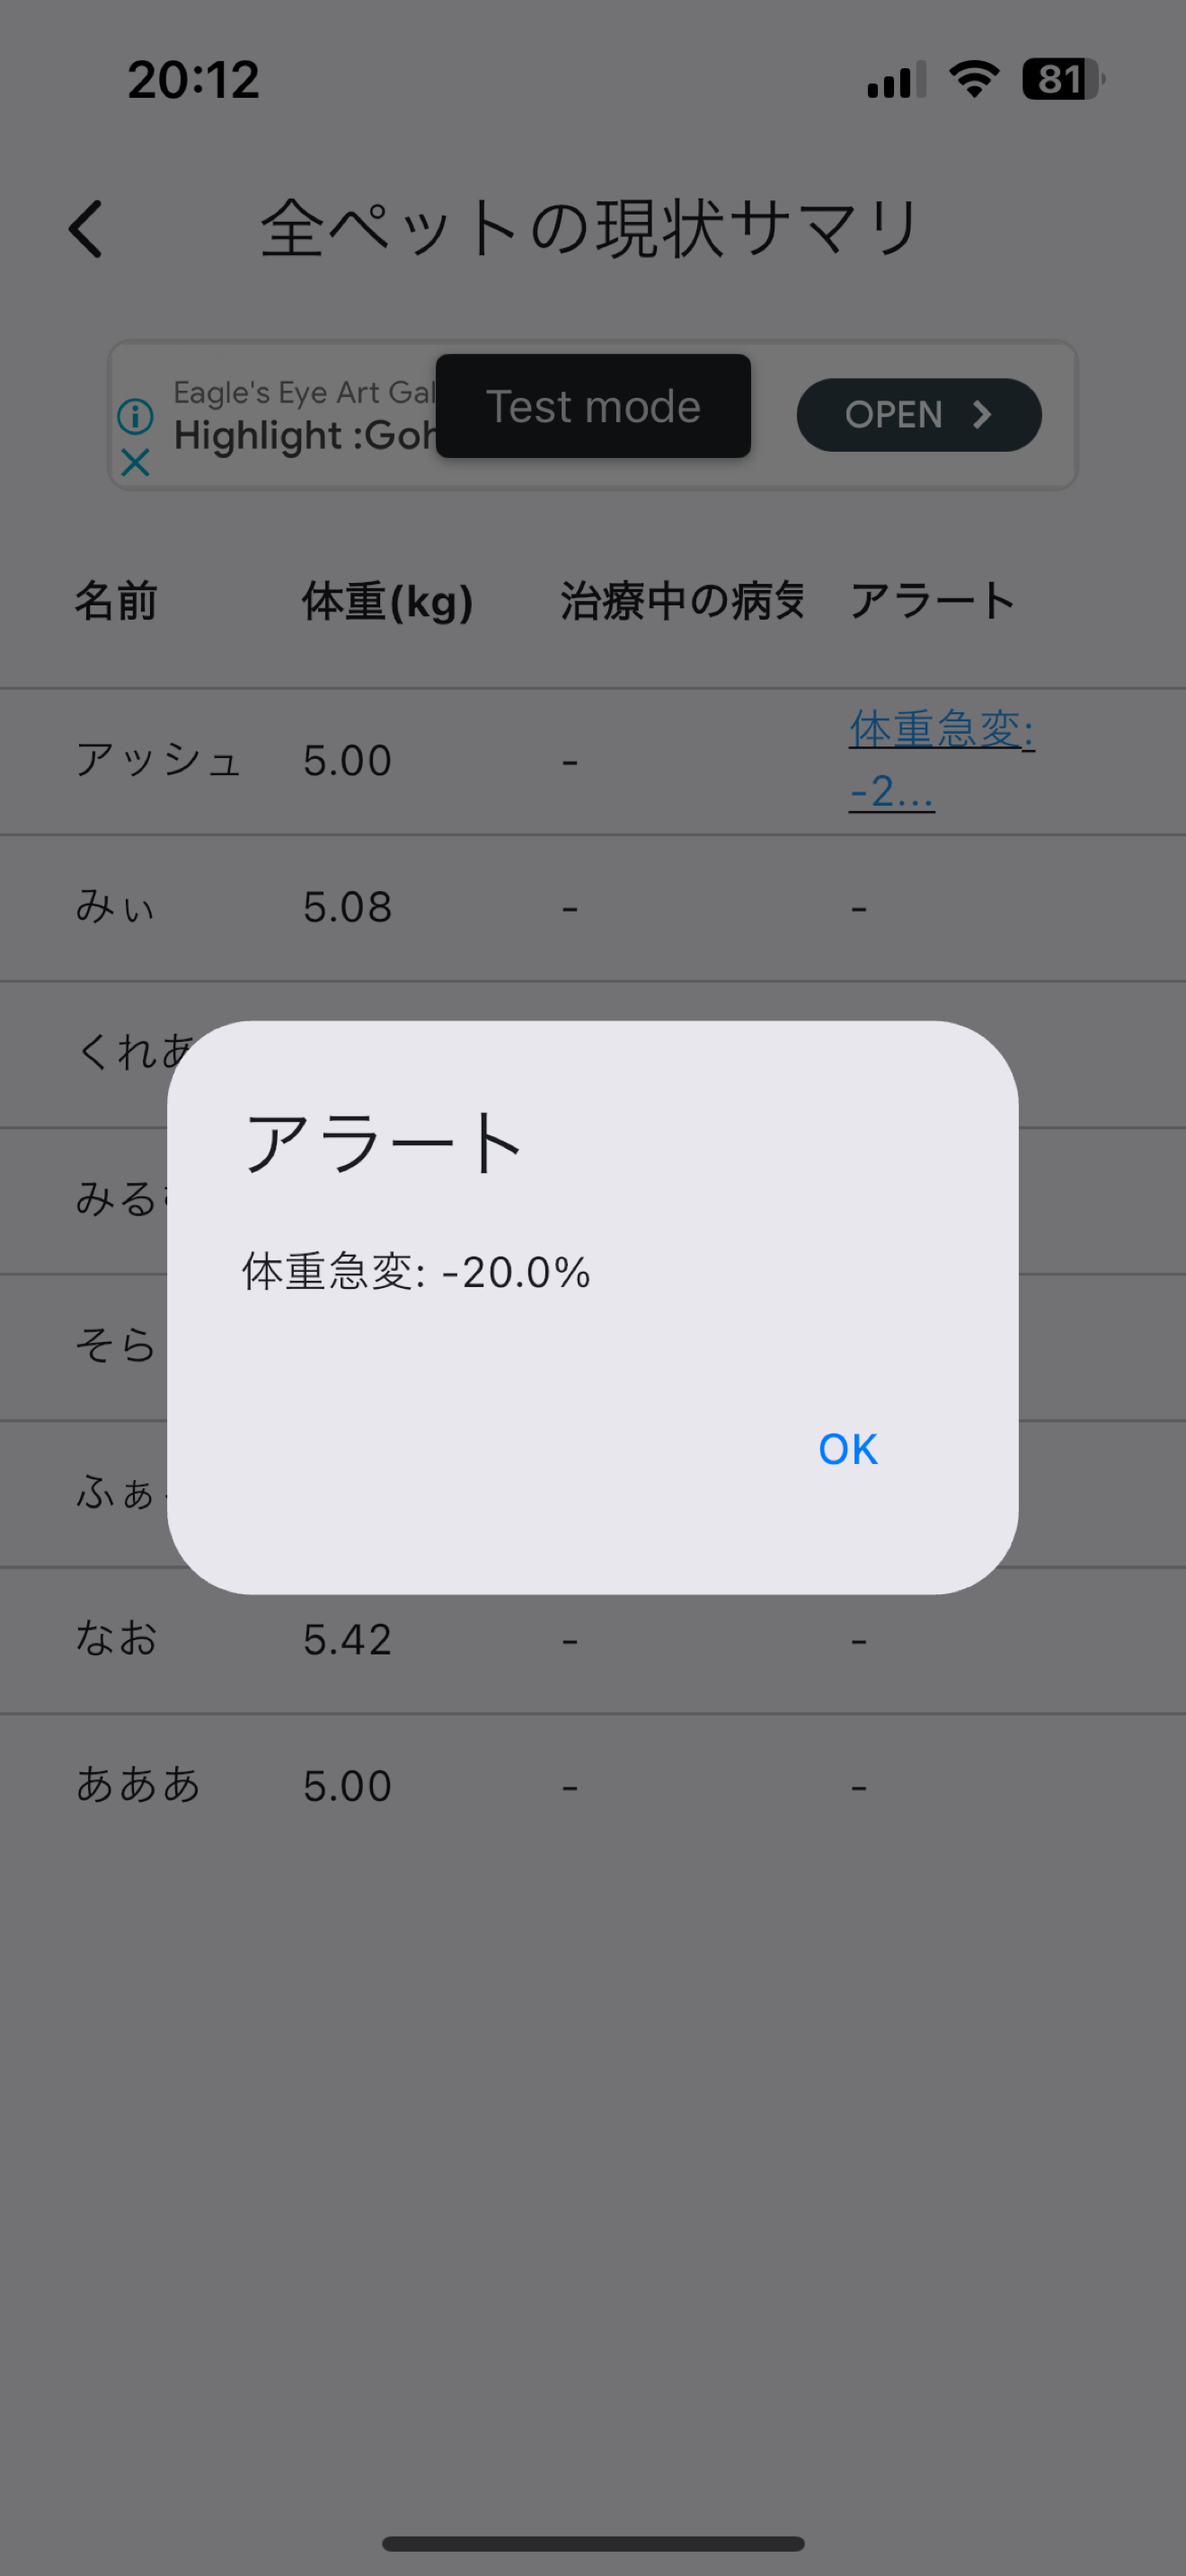 20:12
81
全ペットの現状サマリ
Eagle's Eye Art Gal
Highlight :Goh
Test mode
OPEN
名前 体重(kg) 治療中の病気 アラート
アッシュ 5.00 - 体重急変:
-2...
みぃ 5.08 - -
くれあ
みる
そら
ふぁ
アラート
体重急変: -20.0%
OK
なお 5.42 - -
あああ 5.00 - -